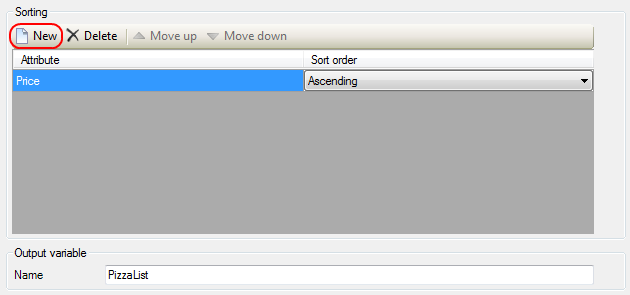 Sorting
New Delete Move up Move down
Attribute Sort order
Price Ascending
Output variable
Name PizzaList